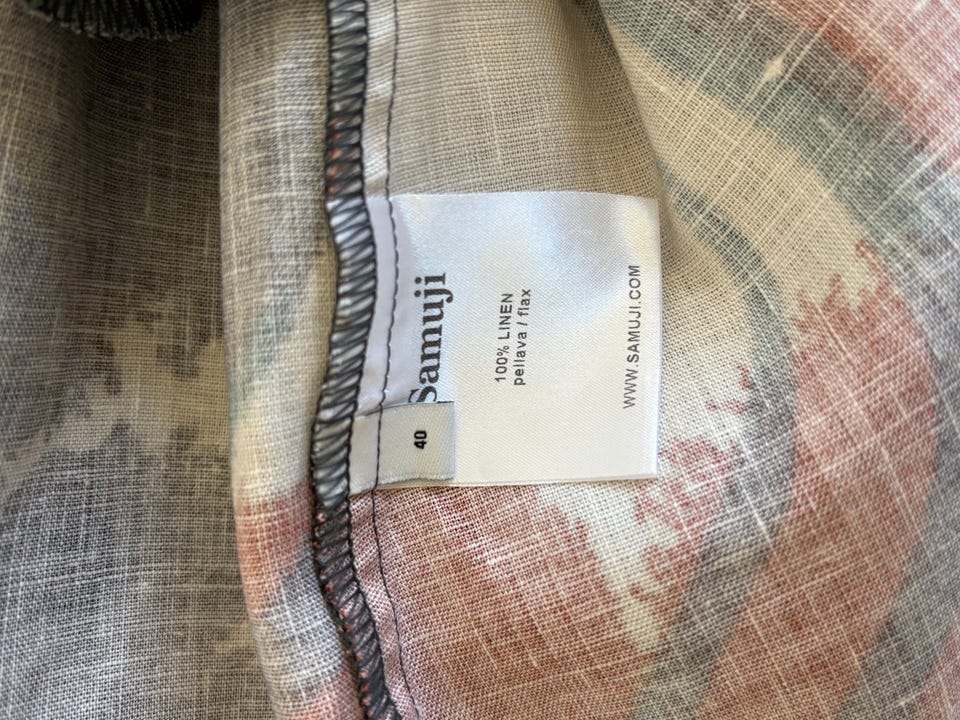 Samuji
40
100% LINEN
pellava / flax
WWW.SAMUJI.COM